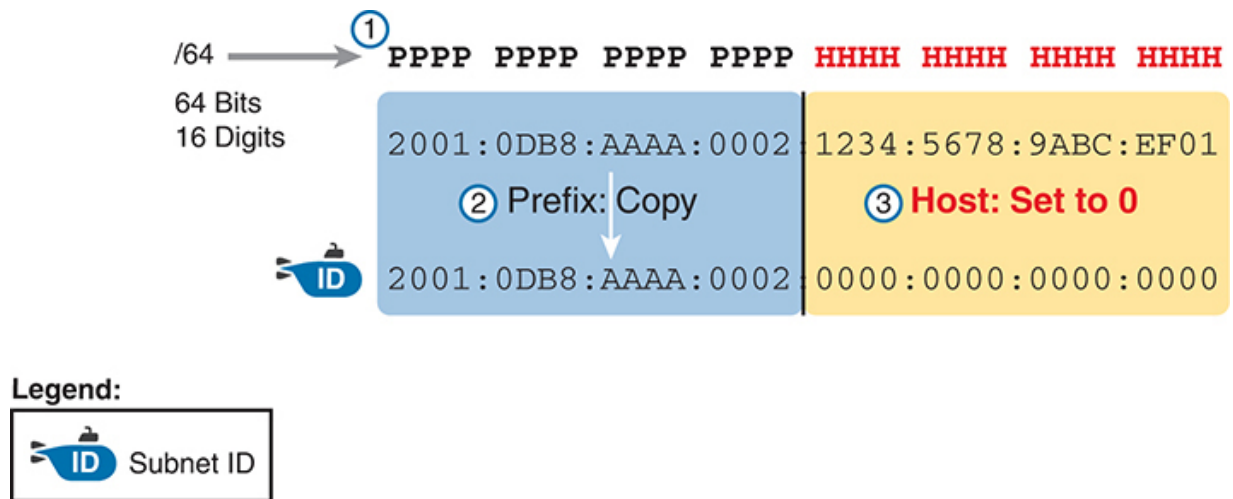 1
/64 PPPP PPPP PPPP PPPP HHHH HHHH HHHH HHHH
64 Bits
16 Digits
2001:0DB8:AAAA:0002:1234:5678:9ABC:EF01
2 Prefix: Copy 3 Host: Set to 0
ID 2001:0DB8:AAAA:0002:0000:0000:0000:0000
Legend:
ID Subnet ID